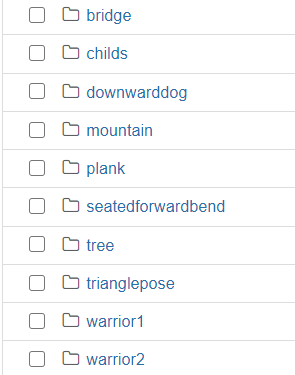 bridge
childs
downwarddog
mountain
plank
seatedforwardbend
tree
trianglepose
warrior1
warrior2